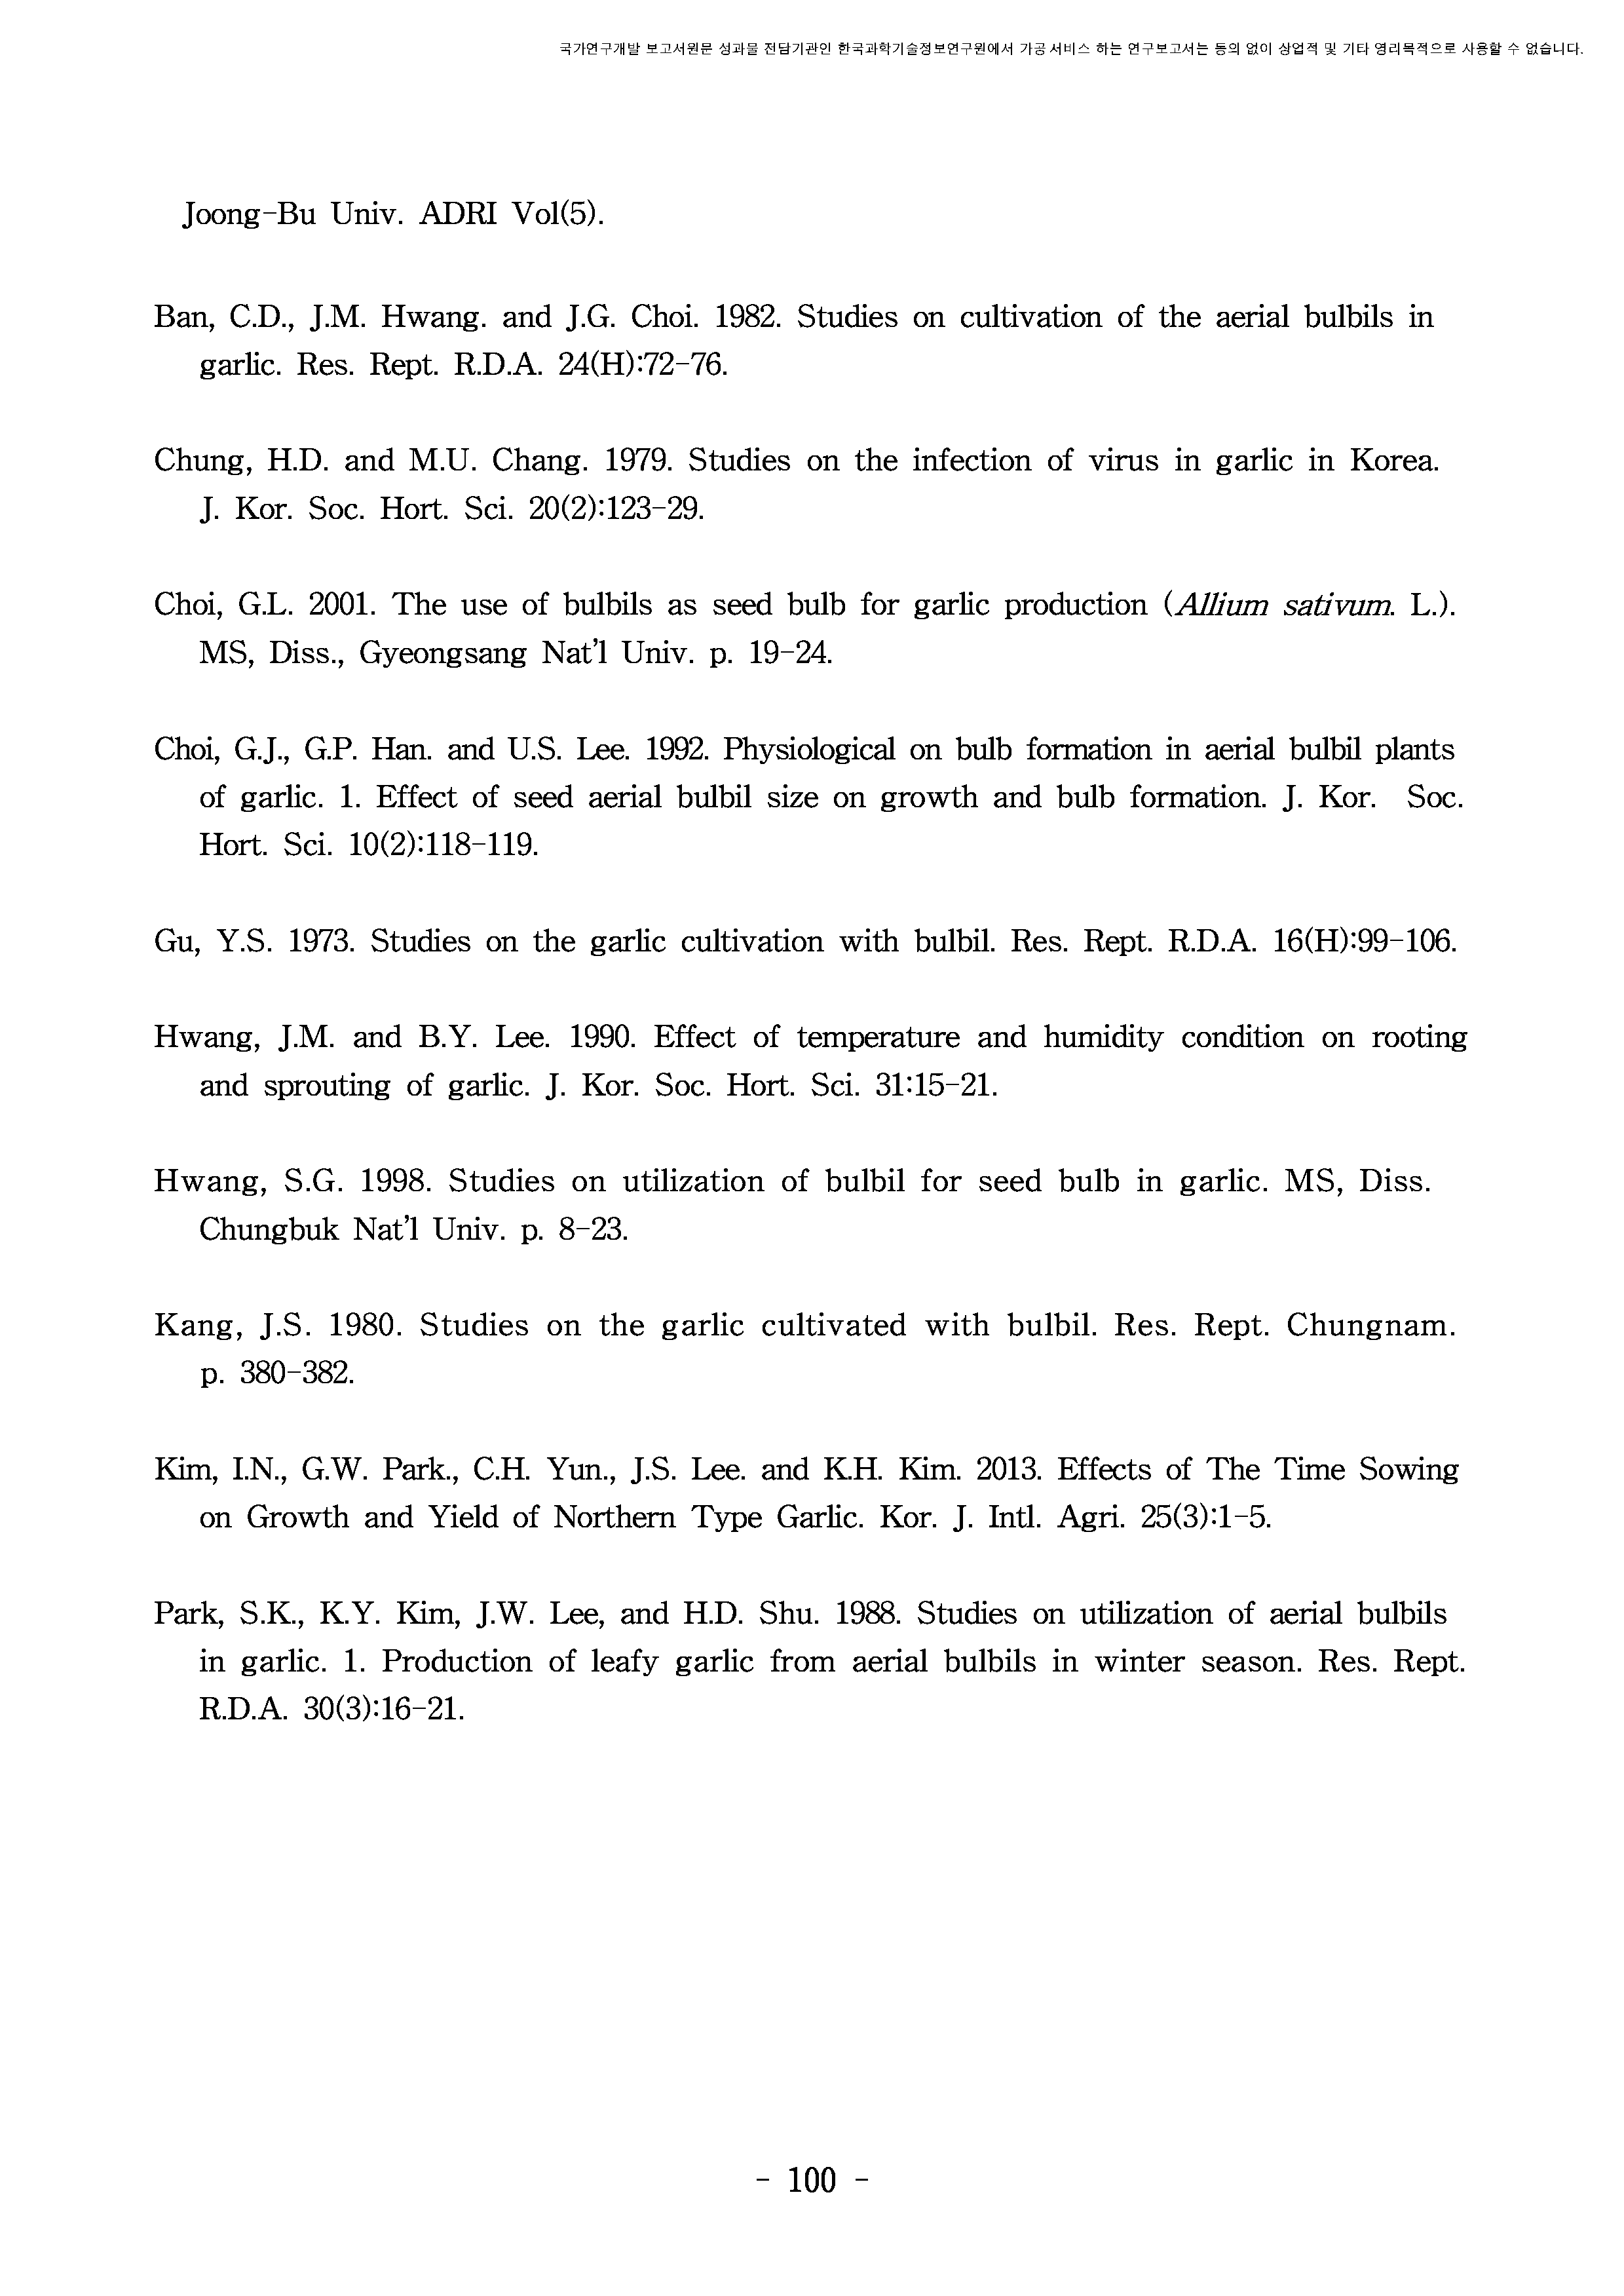 국가연구개발 보고서원문 성과물 전담기관인 한국과학기술정보연구원에서 가공·서비스 하는 연구보고서는 동의 없이 상업적 및 기타 영리목적으로 사용할 수 없습니다.
Joong-Bu Univ. ADRI Vol(5).
Ban, C.D., J.M. Hwang. and J.G. Choi. 1982. Studies on cultivation of the aerial bulbils in
garlic. Res. Rept. R.D.A. 24(H):72-76.
Chung, H.D. and M.U. Chang. 1979. Studies on the infection of virus in garlic in Korea.
J. Kor. Soc. Hort. Sci. 20(2):123-29.
Choi, G.L. 2001. The use of bulbils as seed bulb for garlic production (Allium sativum. L.).
MS, Diss., Gyeongsang Nat'l Univ. p. 19-24.
Choi, G.J., G.P. Han. and U.S. Lee. 1992. Physiological on bulb formation in aerial bulbil plants
of garlic. 1. Effect of seed aerial bulbil size on growth and bulb formation. J. Kor. Soc.
Hort. Sci. 10(2):118-119.
Gu, Y.S. 1973. Studies on the garlic cultivation with bulbil. Res. Rept. R.D.A. 16(H):99-106.
Hwang, J.M. and B.Y. Lee. 1990. Effect of temperature and humidity condition on rooting
and sprouting of garlic. J. Kor. Soc. Hort. Sci. 31:15-21.
Hwang, S.G. 1998. Studies on utilization of bulbil for seed bulb in garlic. MS, Diss.
Chungbuk Nat'l Univ. p. 8-23.
Kang, J.S. 1980. Studies on the garlic cultivated with bulbil. Res. Rept. Chungnam.
p. 380-382.
Kim, I.N., G.W. Park., C.H. Yun., J.S. Lee. and K.H. Kim. 2013. Effects of The Time Sowing
on Growth and Yield of Northern Type Garlic. Kor. J. Intl. Agri. 25(3):1-5.
Park, S.K., K.Y. Kim, J.W. Lee, and H.D. Shu. 1988. Studies on utilization of aerial bulbils
in garlic. 1. Production of leafy garlic from aerial bulbils in winter season. Res. Rept.
R.D.A. 30(3):16-21.
- 100 -